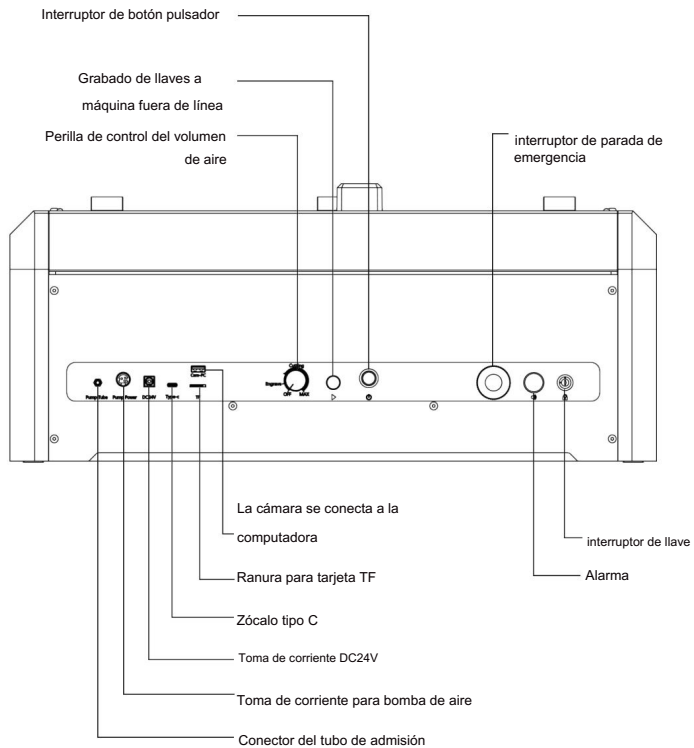 Interruptor de botón pulsador
Grabado de llaves a
máquina fuera de línea
Perilla de control del volumen
de aire
interruptor de parada de
emergencia
Cutting
Engrave
OFF MAX
Cam-PC
Pump Tube Pump Power DC24V Type-c TF
La cámara se conecta a la
computadora
interruptor de llave
Ranura para tarjeta TF
Alarma
Zócalo tipo C
Toma de corriente DC24V
Toma de corriente para bomba de aire
Conector del tubo de admisión